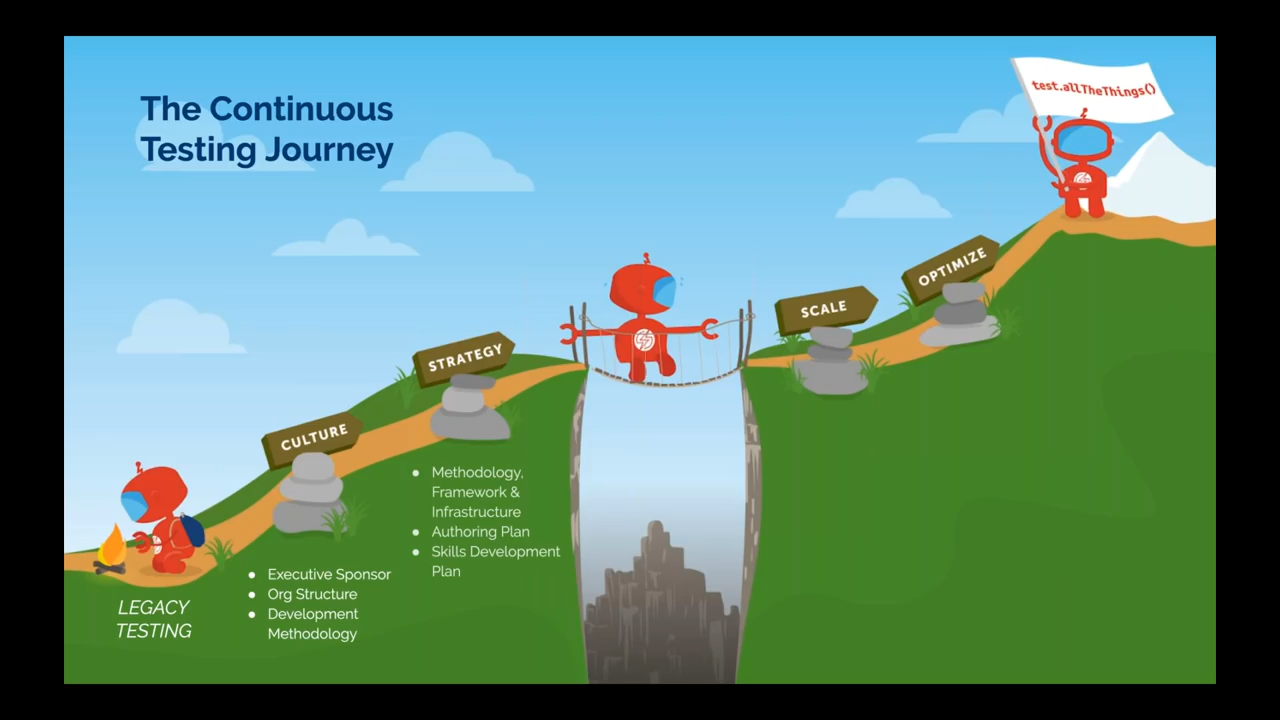 The Continuous
Testing Journey
test.allTheThings()
OPTIMIZE
SCALE
STRATEGY
CULTURE
● Methodology,
Framework &
Infrastructure
● Authoring Plan
● Skills Development
Plan
● Executive Sponsor
● Org Structure
● Development
Methodology
LEGACY
TESTING